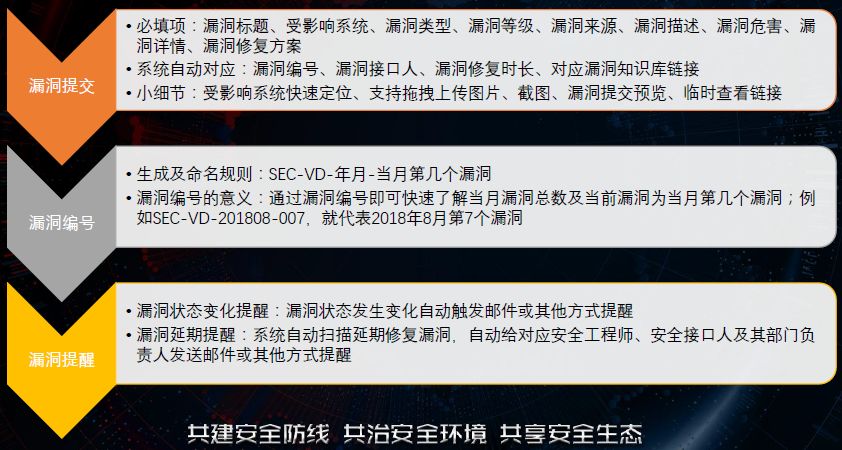 漏洞提交
• 必填项：漏洞标题、受影响系统、漏洞类型、漏洞等级、漏洞来源、漏洞描述、漏洞危害、漏
洞详情、漏洞修复方案
• 系统自动对应：漏洞编号、漏洞接口人、漏洞修复时长、对应漏洞知识库链接
• 小细节：受影响系统快速定位、支持拖拽上传图片、截图、漏洞提交预览、临时查看链接
漏洞编号
• 生成及命名规则：SEC-VD-年月-当月第几个漏洞
• 漏洞编号的意义：通过漏洞编号即可快速了解当月漏洞总数及当前漏洞为当月第几个漏洞；例
如SEC-VD-201808-007，就代表2018年8月第7个漏洞
漏洞提醒
• 漏洞状态变化提醒：漏洞状态发生变化自动触发邮件或其他方式提醒
• 漏洞延期提醒：系统自动扫描延期修复漏洞，自动给对应安全工程师、安全接口人及其部门负
责人发送邮件或其他方式提醒
共建安全防线 共治安全环境 共享安全生态